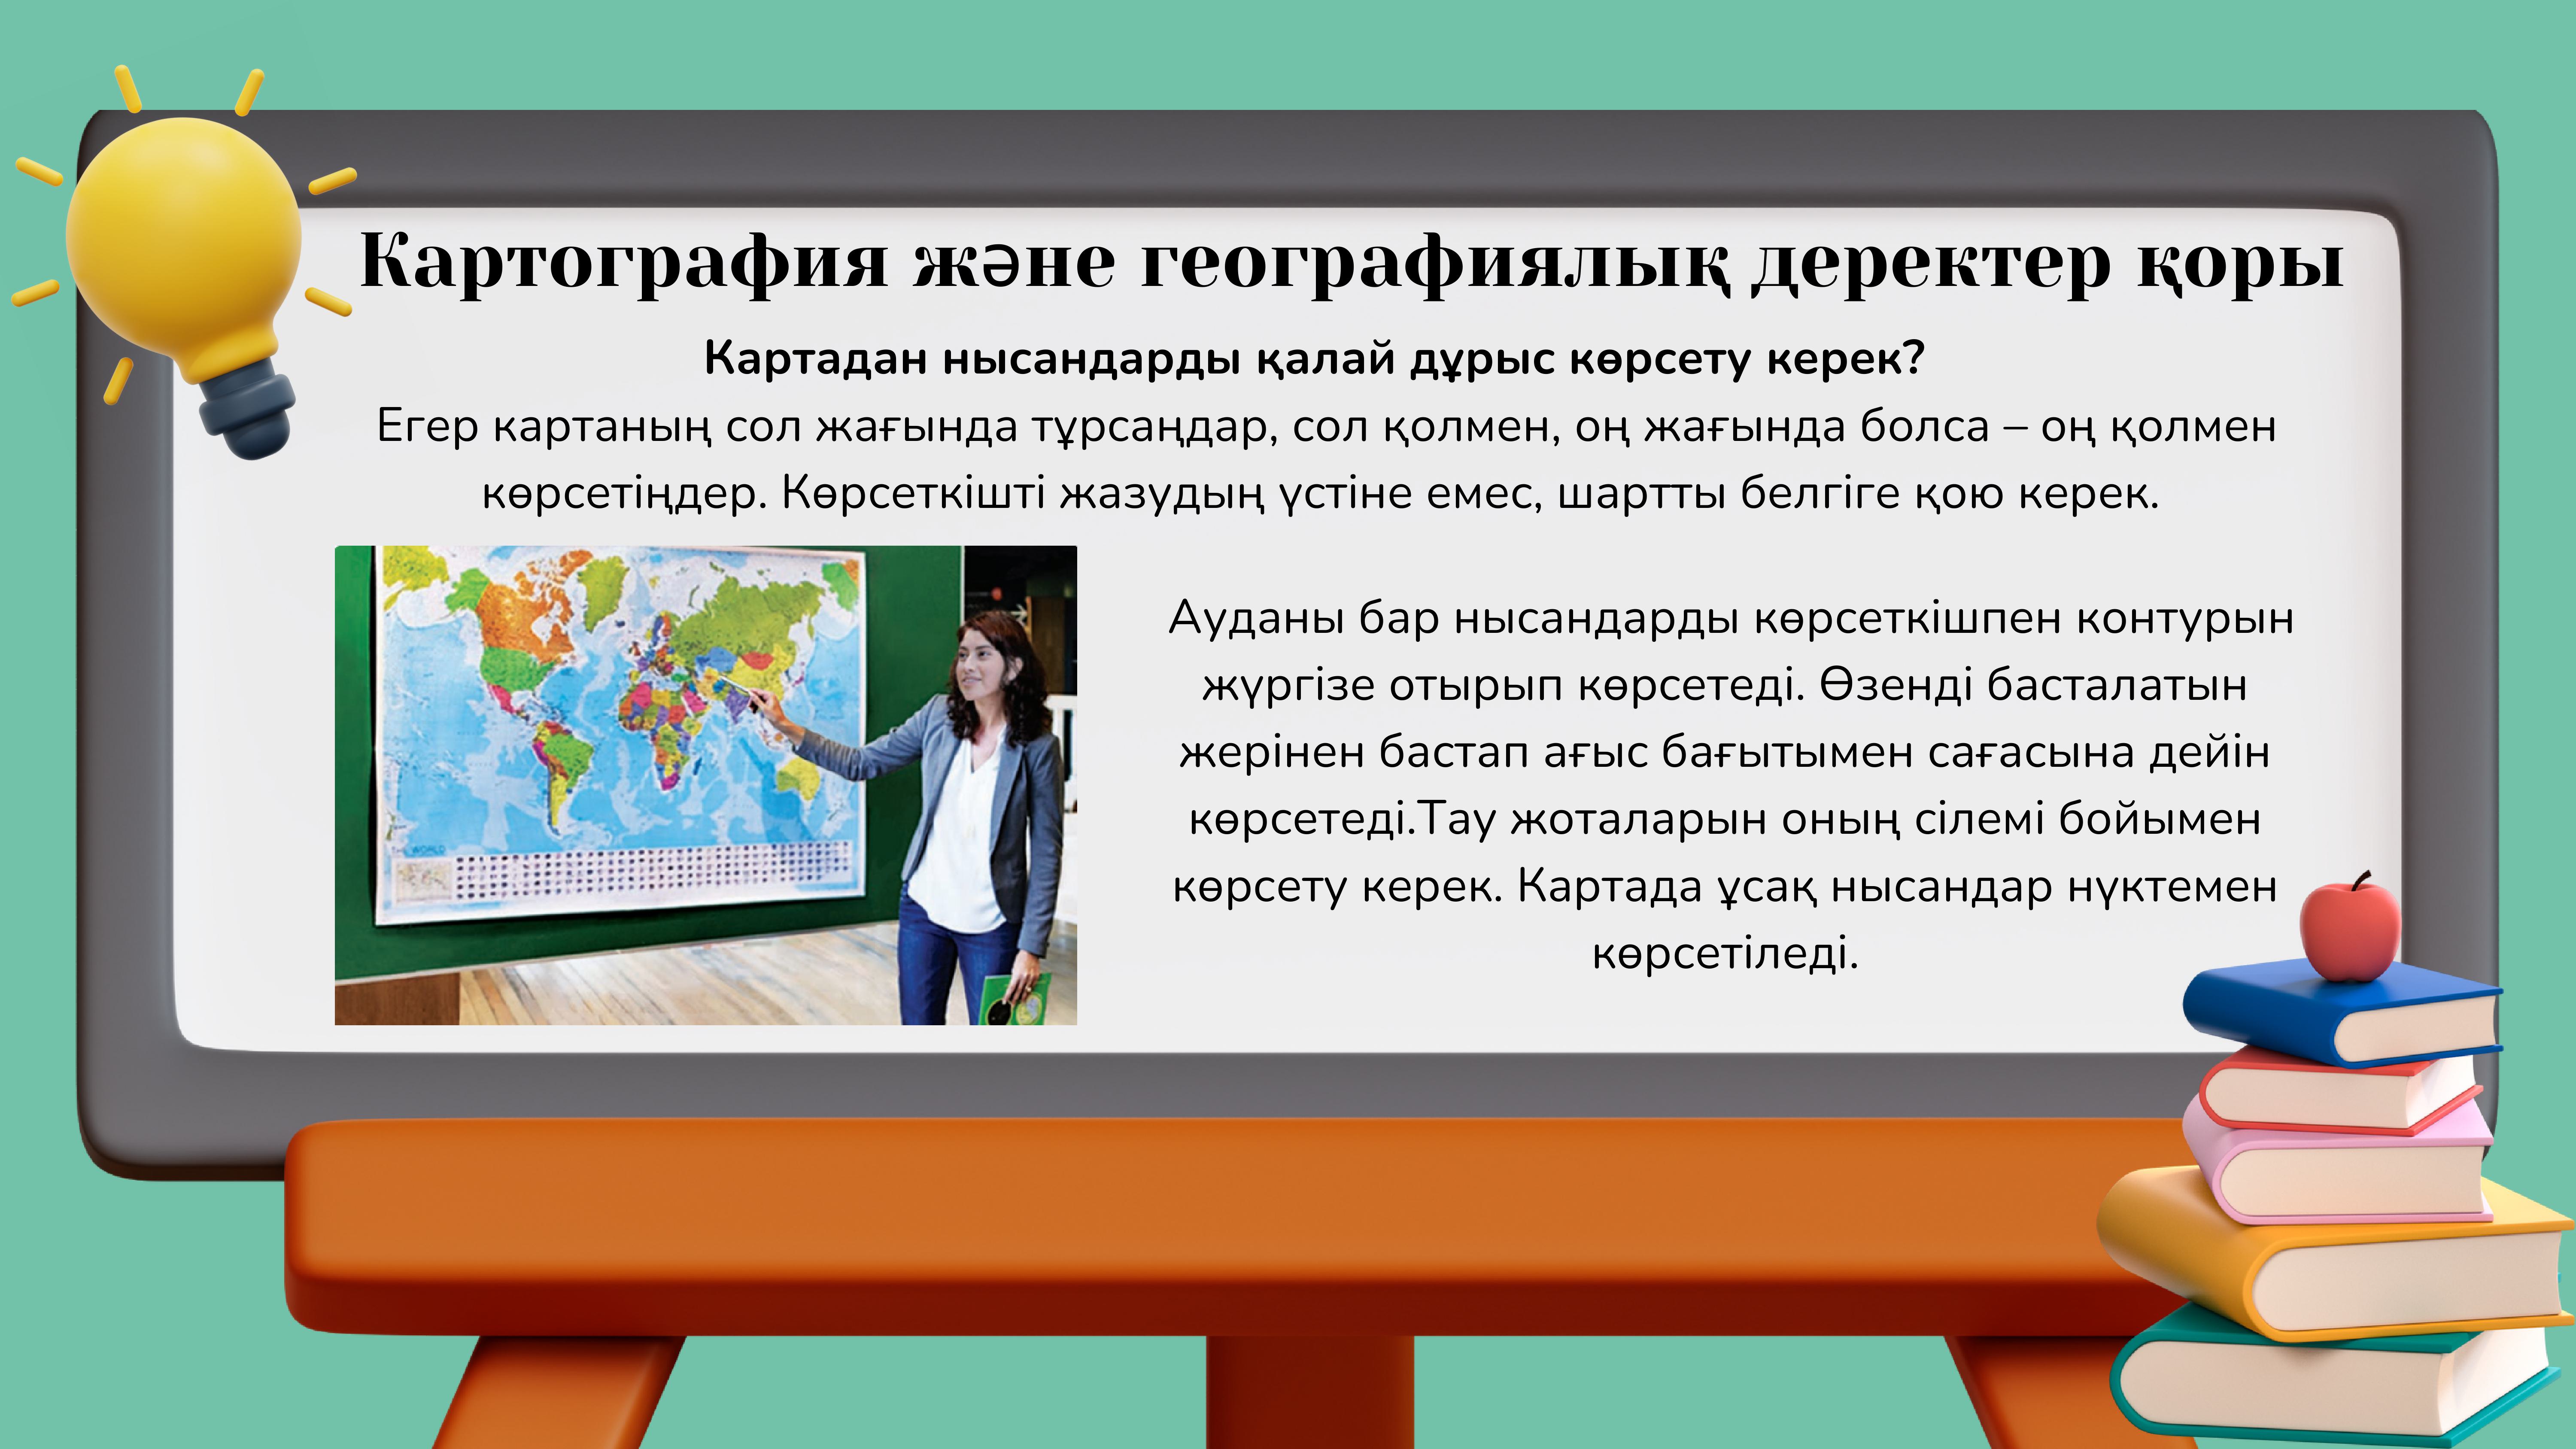 Картография және географиялық деректер қоры
Картадан нысандарды қалай дұрыс көрсету керек?
Егер картаның сол жағында тұрсаңдар, сол қолмен, оң жағында болса – оң қолмен
көрсетіңдер. Көрсеткішті жазудың үстіне емес, шартты белгіге қою керек.
THE WORLD
Ауданы бар нысандарды көрсеткішпен контурын
жүргізе отырып көрсетеді. Өзенді басталатын
жерінен бастап ағыс бағытымен сағасына дейін
көрсетеді.Тау жоталарын оның сілемі бойымен
көрсету керек. Картада ұсақ нысандар нүктемен
көрсетіледі.